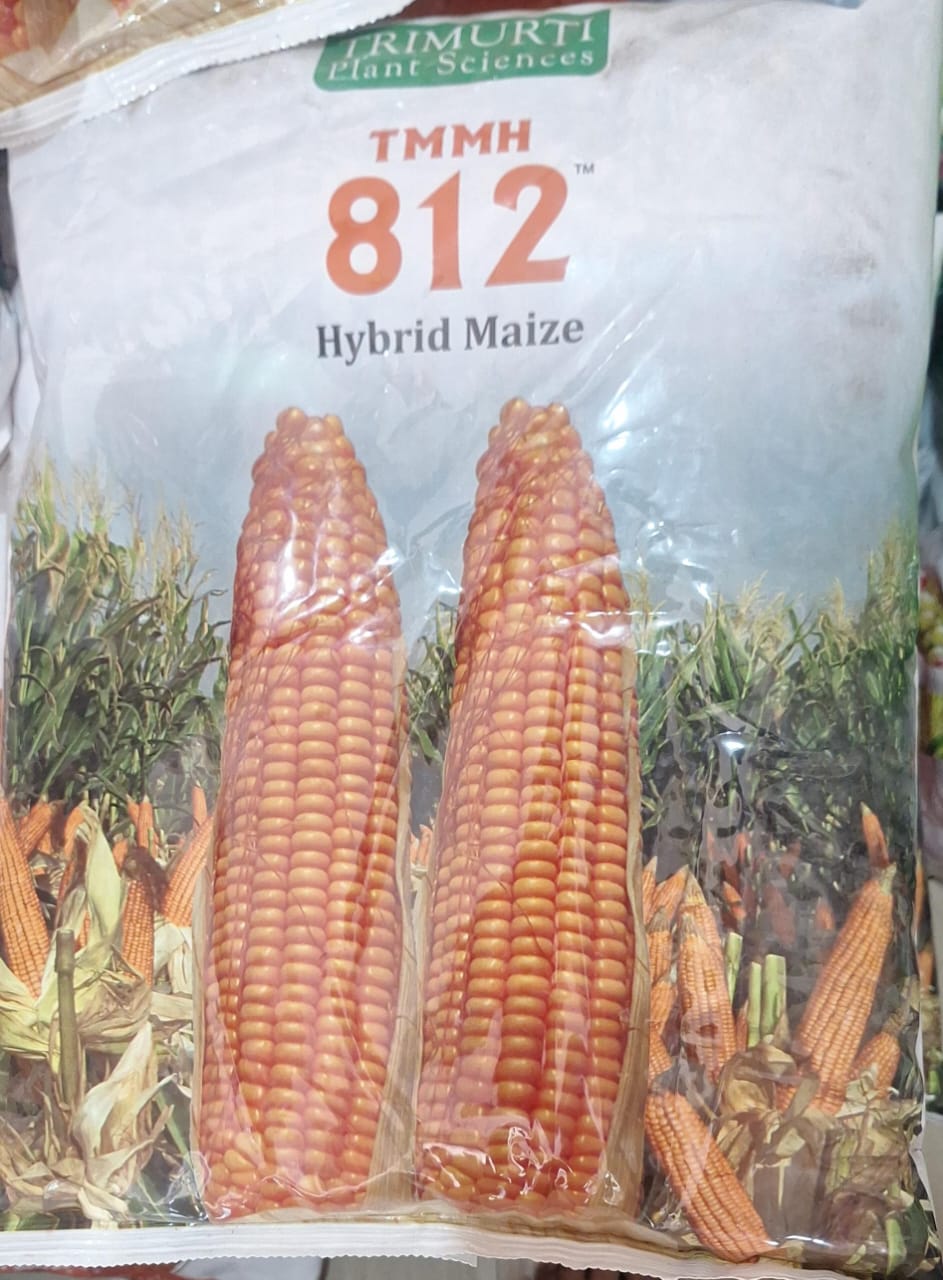 TRIMURTI
Plant Sciences
TMMH
812™
Hybrid Maize